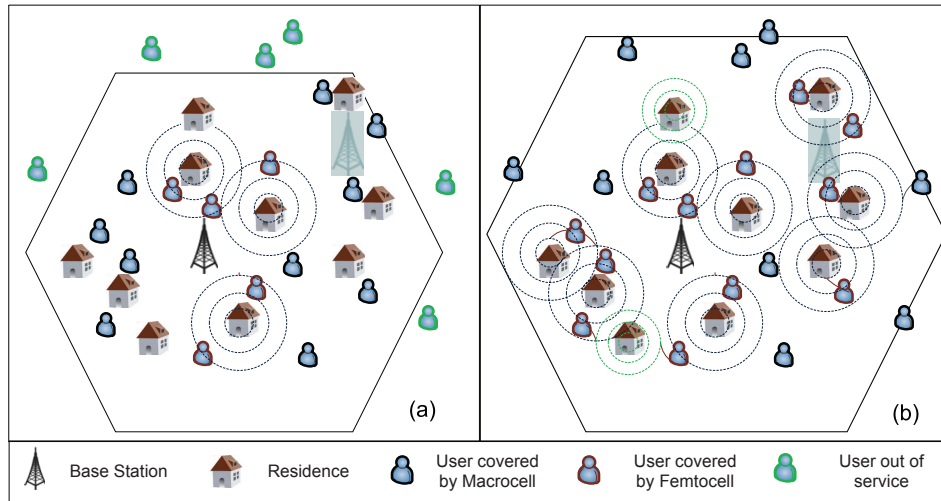 (a)
(b)
Base Station
Residence
User covered
by Macrocell
User covered
by Femtocell
User out of
service